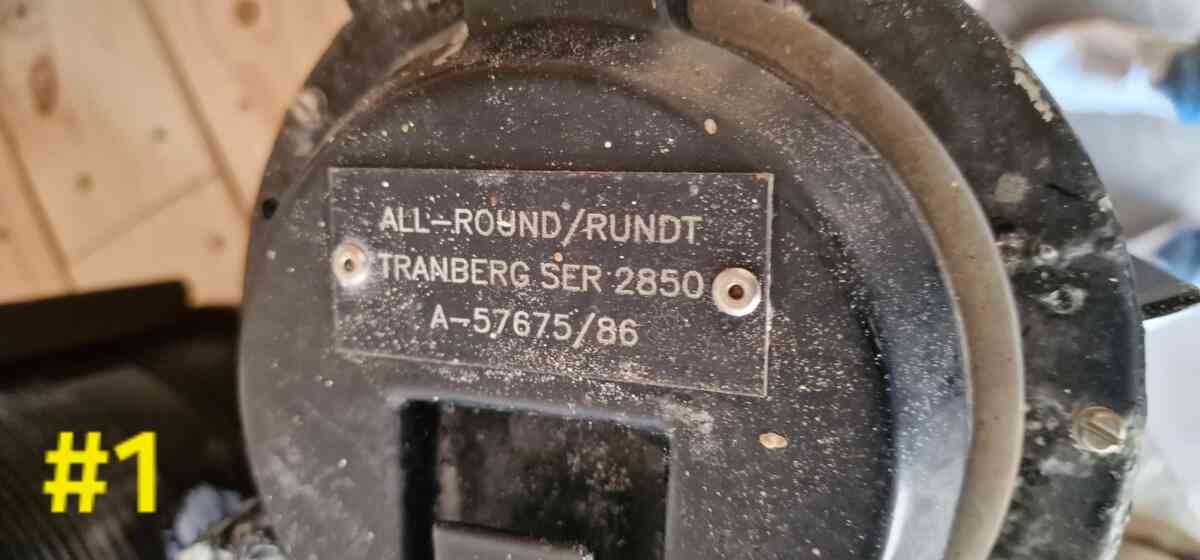 ALL-ROUND/RUNDT
TRANBERG SER 2850
A-57675/86
#1